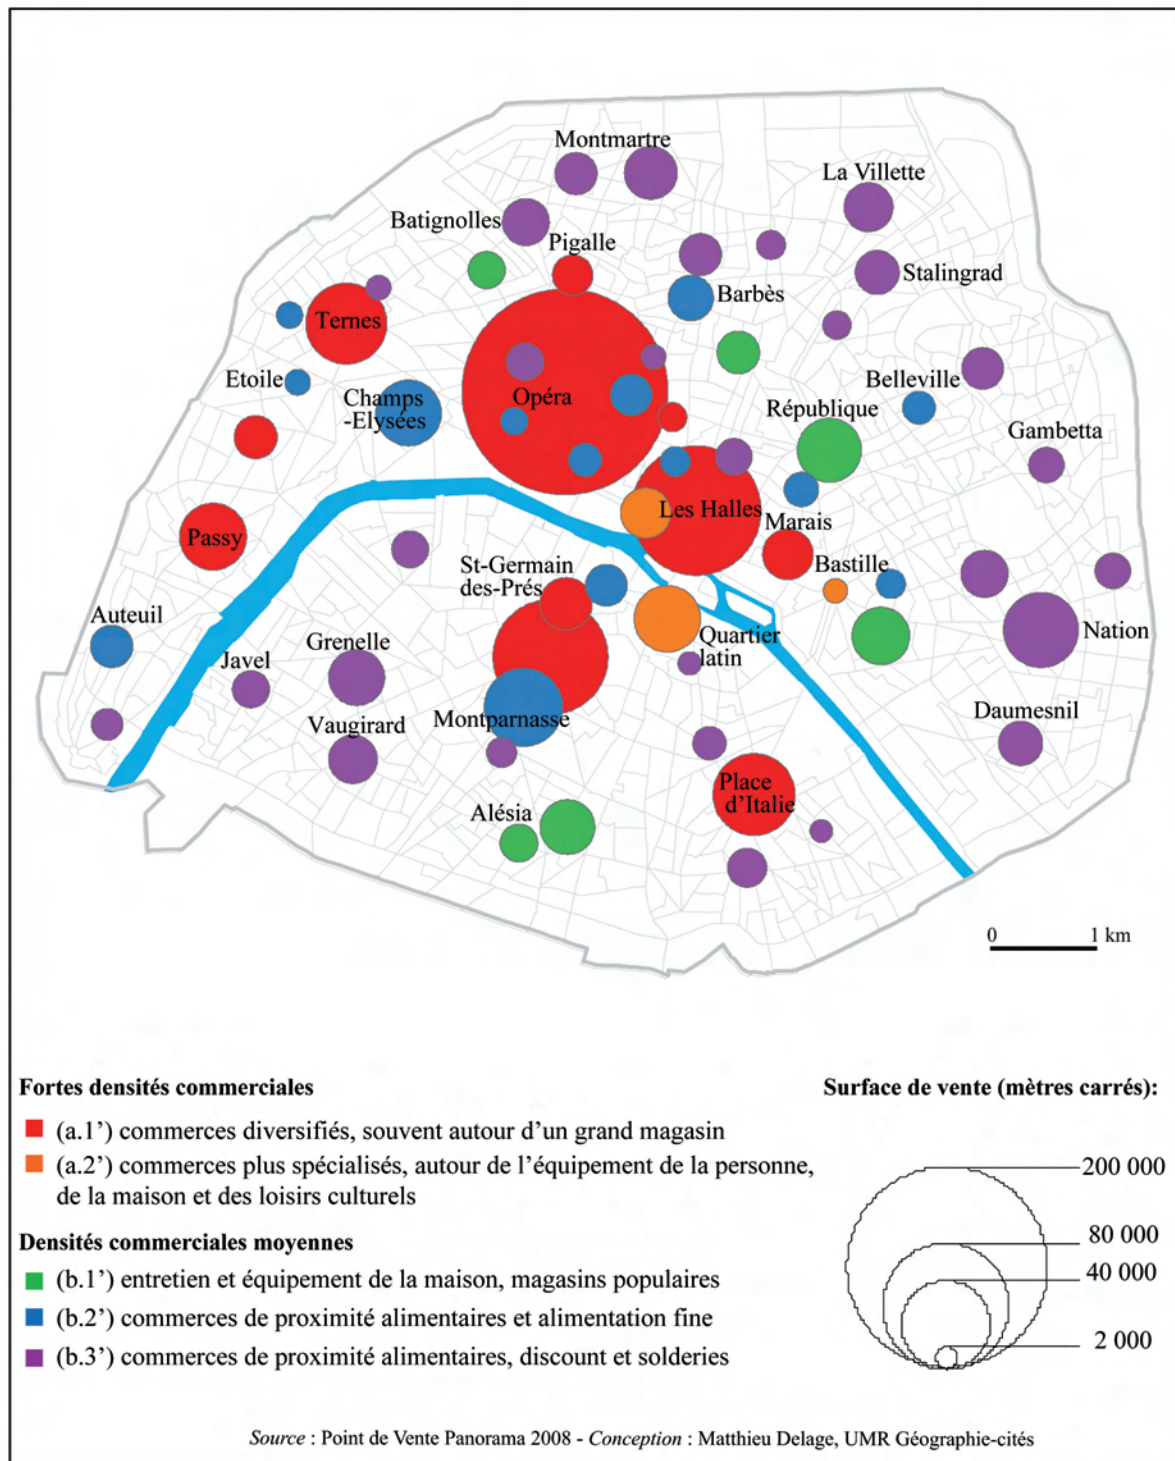 Montmartre
La Villette
Batignolles
Pigalle
Stalingrad
Barbès
Ternes
Etoile
Champs
-Elysées
Opéra
Belleville
République
Gambetta
Les Halles
Marais
Passy
St-Germain
des-Prés
Bastille
Auteuil
Grenelle
Quartier
latin
Nation
Javel
Vaugirard
Montparnasse
Daumesnil
Place
d'Italie
Alésia
0 1 km
Fortes densités commerciales
(a.1') commerces diversifiés, souvent autour d'un grand magasin
(a.2') commerces plus spécialisés, autour de l'équipement de la personne,
de la maison et des loisirs culturels
Densités commerciales moyennes
(b.1') entretien et équipement de la maison, magasins populaires
(b.2') commerces de proximité alimentaires et alimentation fine
(b.3') commerces de proximité alimentaires, discount et solderies
Surface de vente (mètres carrés):
200 000
80 000
40 000
2 000
Source : Point de Vente Panorama 2008 - Conception : Matthieu Delage, UMR Géographie-cités